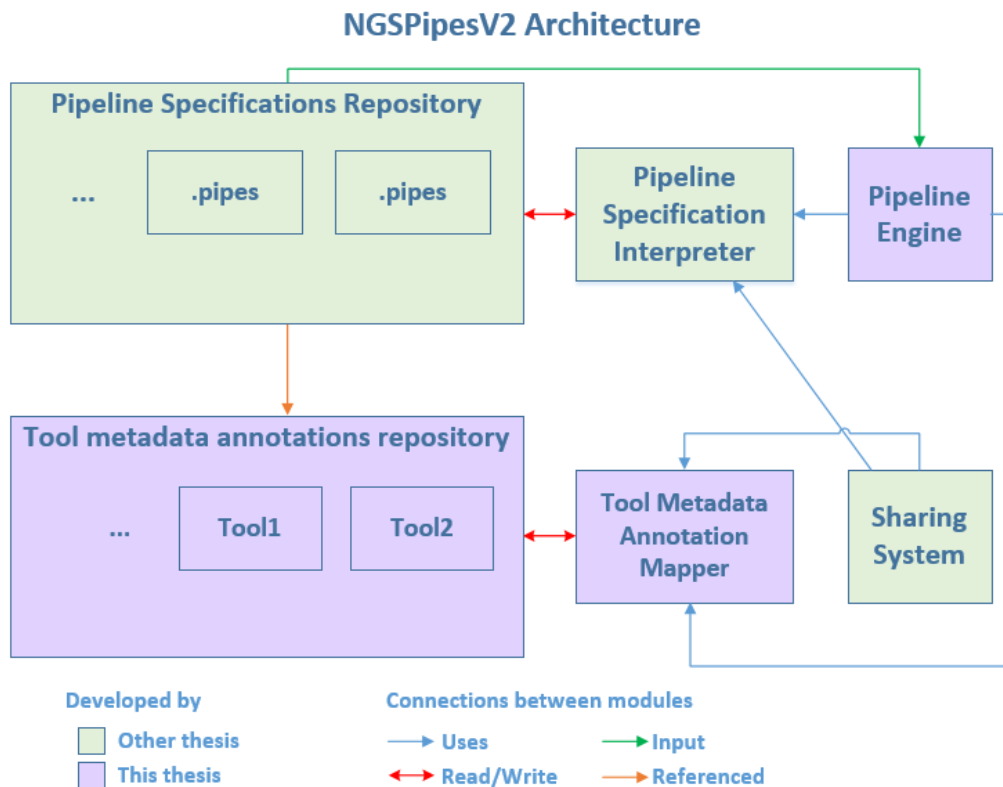 NGSPipesV2 Architecture
Pipeline Specifications Repository
...
.pipes
.pipes
Pipeline
Specification
Interpreter
Pipeline
Engine
Tool metadata annotations repository
...
Tool1
Tool2
Tool Metadata
Annotation
Mapper
Sharing
System
Developed by
Other thesis
This thesis
Connections between modules
Uses
Input
Read/Write
Referenced